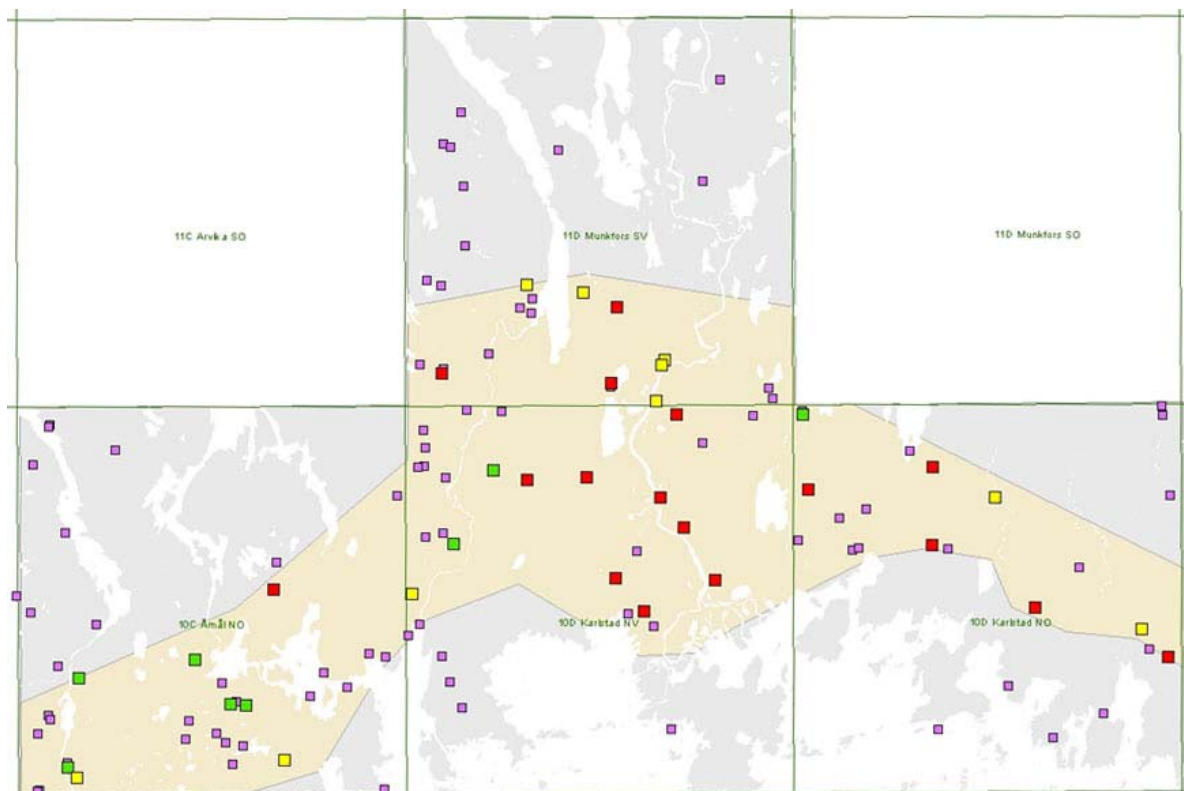 11C Arvika SO
11D Munkfors SV
11D Munkfors SO
10C Åmål NO
10D Karlstad NV
10D Karlstad NO